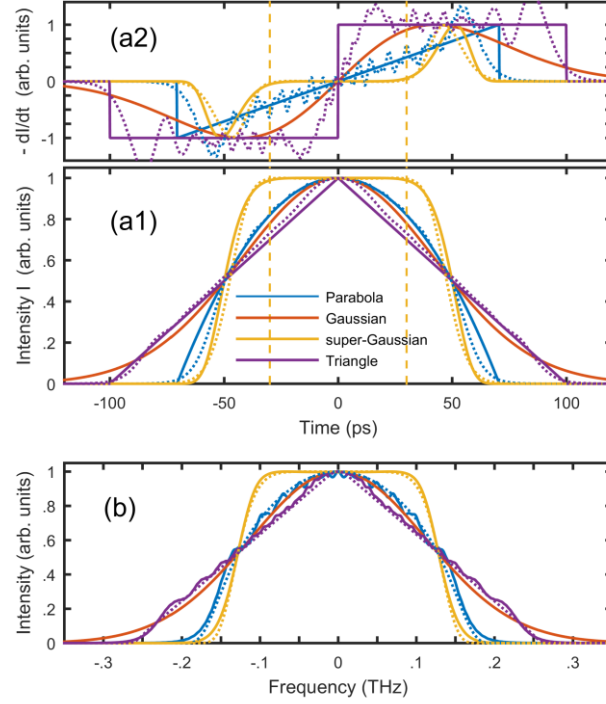 - dI/dt (arb. units)
1
0
-1
(a2)
Intensity I (arb. units)
1
.8
.6
.4
.2
0
(a1)
Parabola
Gaussian
super-Gaussian
Triangle
-100 -50 0 50 100
Time (ps)
Intensity (arb. units)
1
.8
.6
.4
.2
0
(b)
-.3 -.2 -.1 0 .1 .2 .3
Frequency (THz)